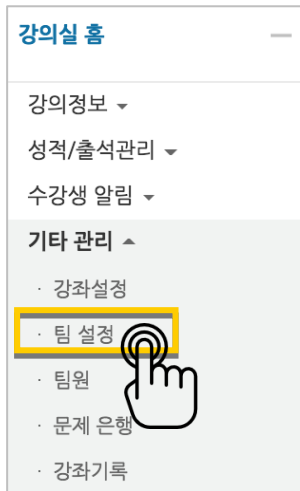 강의실 홈
강의정보
성적/출석관리
수강생 알림
기타 관리
· 강좌설정
· 팀 설정
· 팀원
· 문제 은행
· 강좌기록